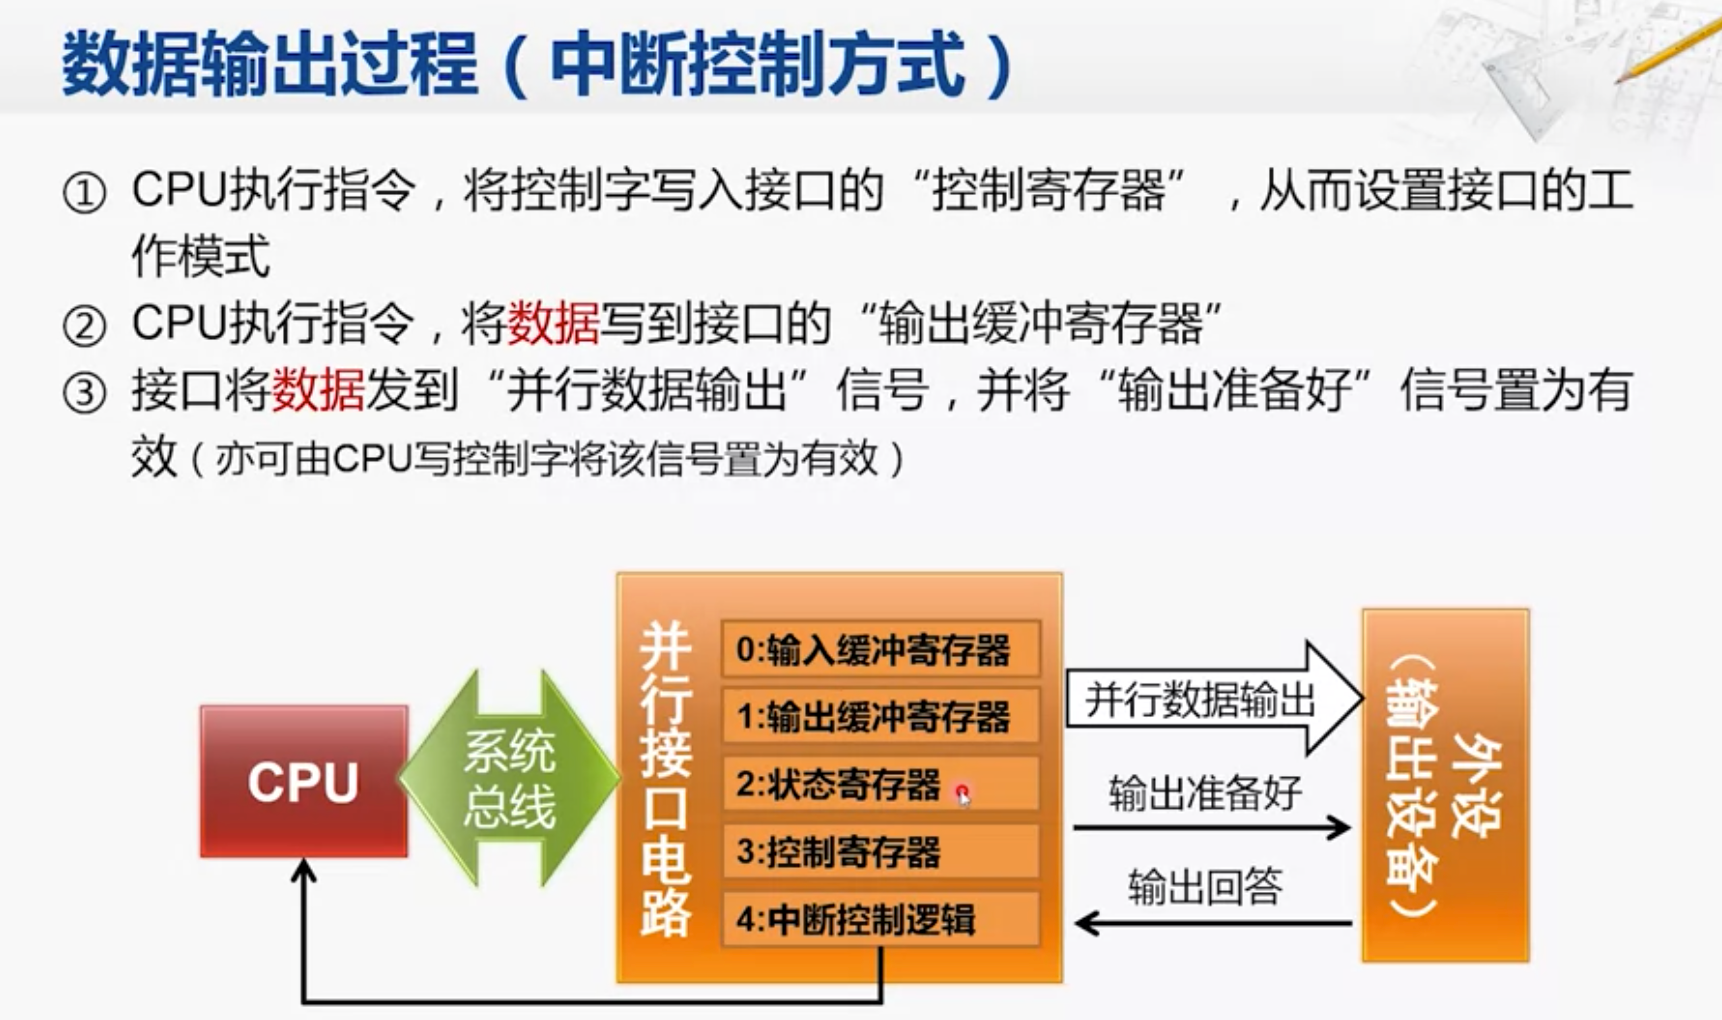 数据输出过程（中断控制方式）
① CPU执行指令，将控制字写入接口的“控制寄存器”，从而设置接口的工
作模式
② CPU执行指令，将数据写到接口的“输出缓冲寄存器”
③ 接口将数据发到“并行数据输出”信号，并将“输出准备好”信号置为有
效（亦可由CPU写控制字将该信号置为有效）
CPU
系统
总线
并行接口电路
0:输入缓冲寄存器
1:输出缓冲寄存器
2:状态寄存器
3:控制寄存器
4:中断控制逻辑
并行数据输出
输出准备好
输出回答
外设
（输出设备）